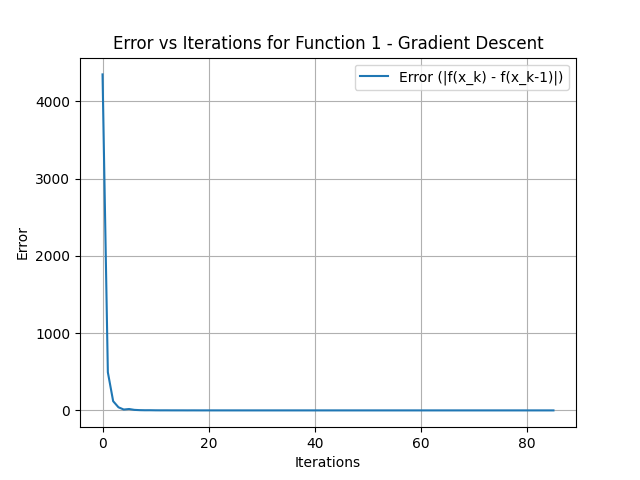 Error vs Iterations for Function 1 - Gradient Descent
Error (|f(x_k) - f(x_k-1)|)
4000
3000
2000
1000
0
Error
0 20 40 60 80
Iterations